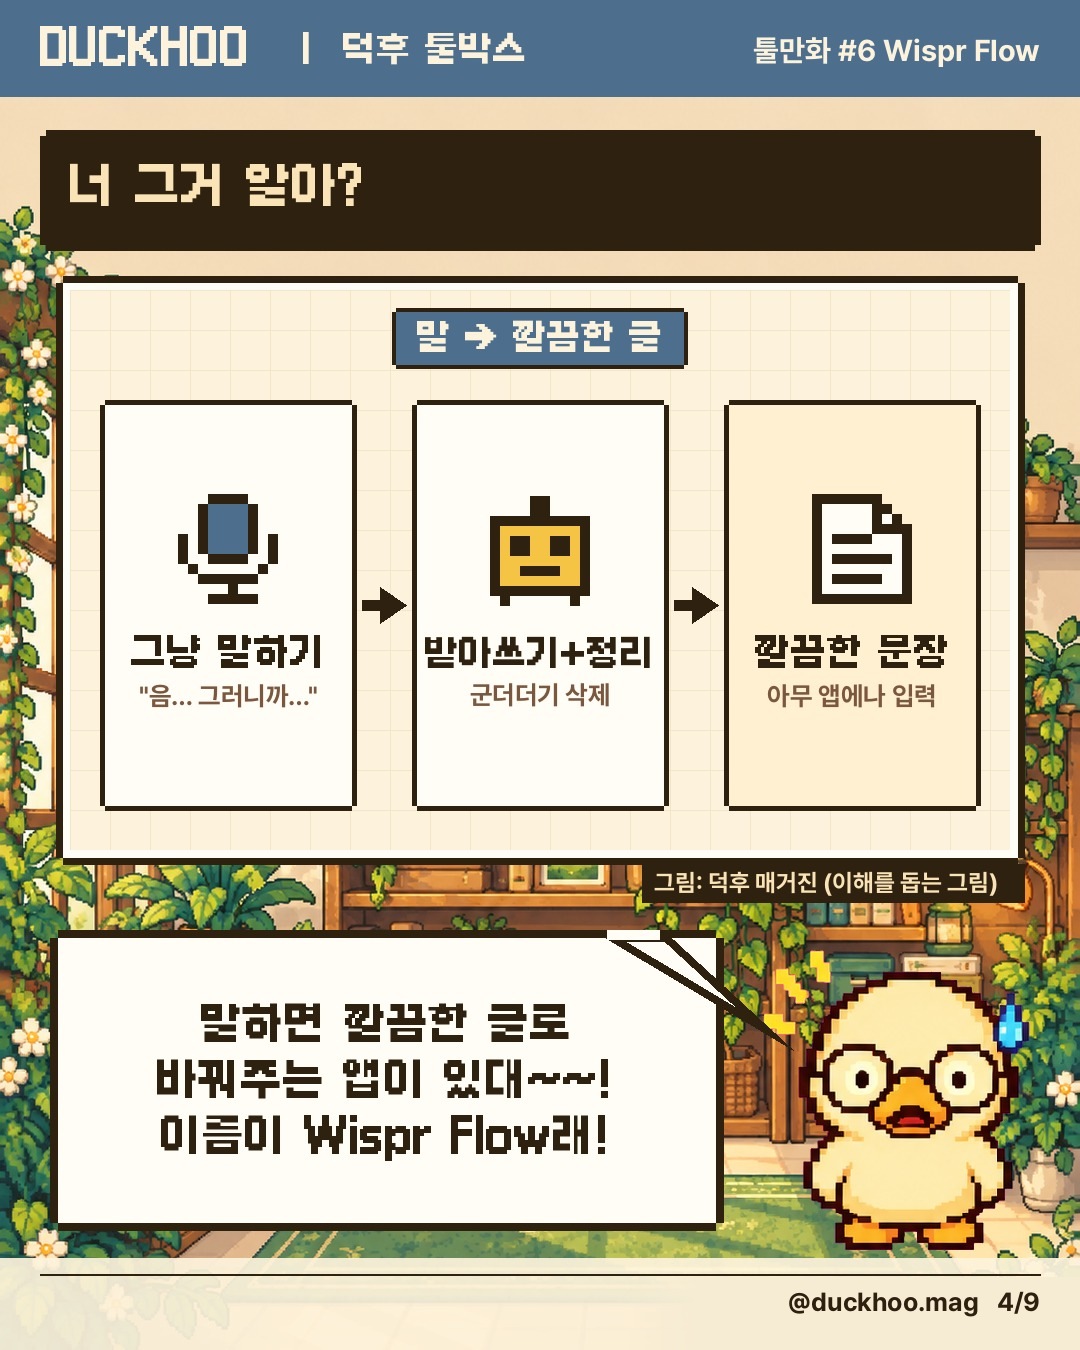 DUCKHOO | 덕후 툴박스
툴만화 #6 Wispr Flow
너 그거 알아?
말 → 깔끔한 글
그냥 말하기
"음... 그러니까..."
받아쓰기+정리
군더더기 삭제
깔끔한 문장
아무 앱에나 입력
그림: 덕후 매거진 (이해를 돕는 그림)
말하면 깔끔한 글로
바꿔주는 앱이 있대~~!
이름이 Wispr Flow래!
@duckhoo.mag 4/9